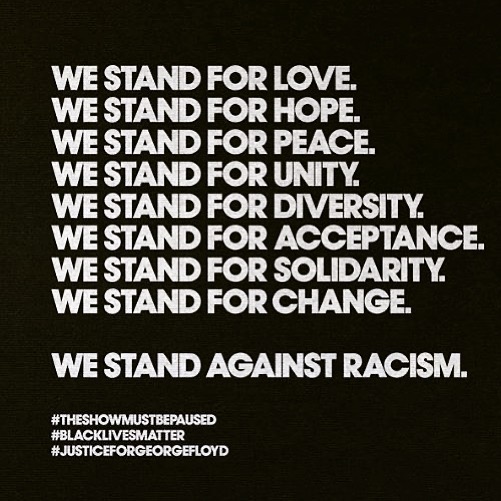 WE STAND FOR LOVE.
WE STAND FOR HOPE.
WE STAND FOR PEACE.
WE STAND FOR UNITY.
WE STAND FOR DIVERSITY.
WE STAND FOR ACCEPTANCE.
WE STAND FOR SOLIDARITY.
WE STAND FOR CHANGE.
WE STAND AGAINST RACISM.
#THESHOWMUSTBEPAUSED
#BLACKLIVESMATTER
#JUSTICEFORGEORGEFLOYD